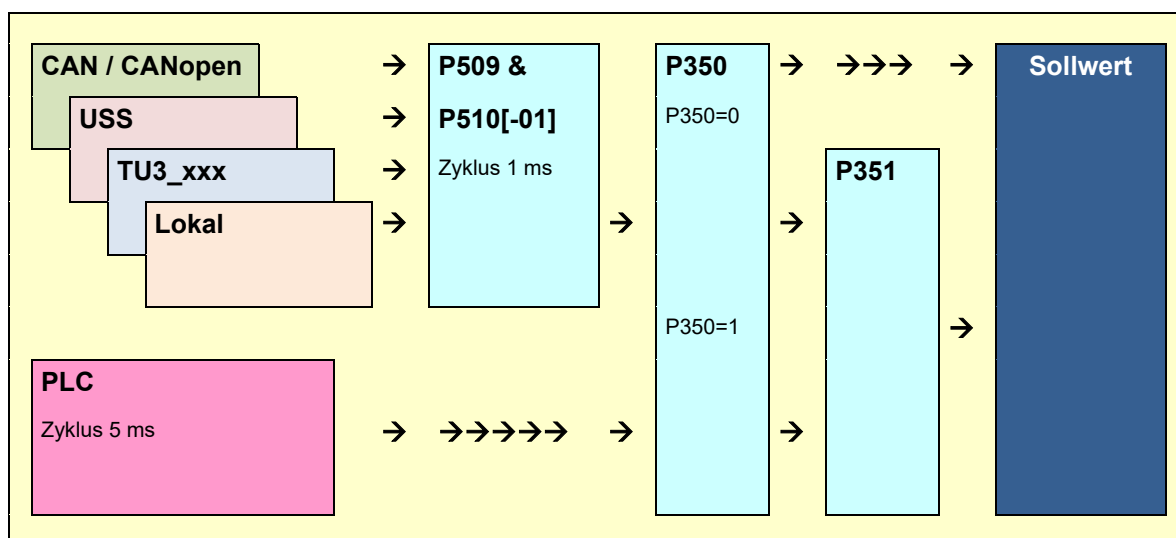 CAN / CANopen
USS
TU3_xxx
Lokal
P509 &
P510[-01]
Zyklus 1 ms
P350
P350=0
P350=1
P351
Sollwert
PLC
Zyklus 5 ms